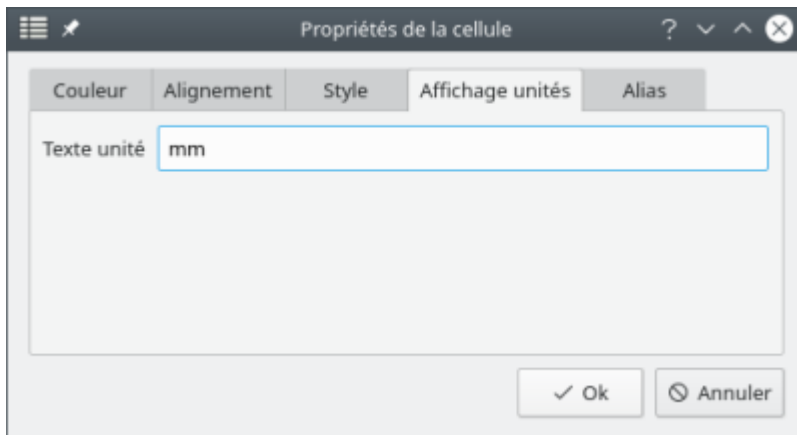 Propriétés de la cellule
Couleur Alignement Style Affichage unités Alias
Texte unité mm
Ok Annuler